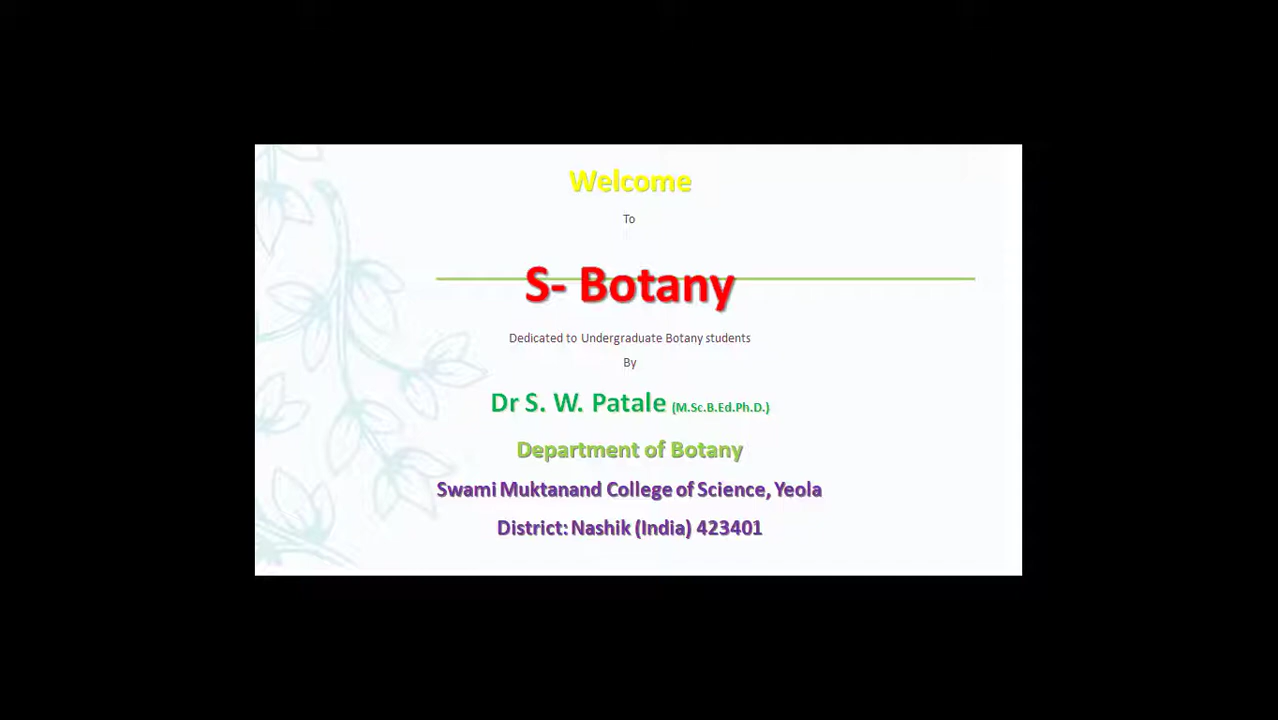 Welcome
To
S- Botany
Dedicated to Undergraduate Botany students
By
Dr S. W. Patale (M.Sc.B.Ed.Ph.D.)
Department of Botany
Swami Muktanand College of Science, Yeola
District: Nashik (India) 423401